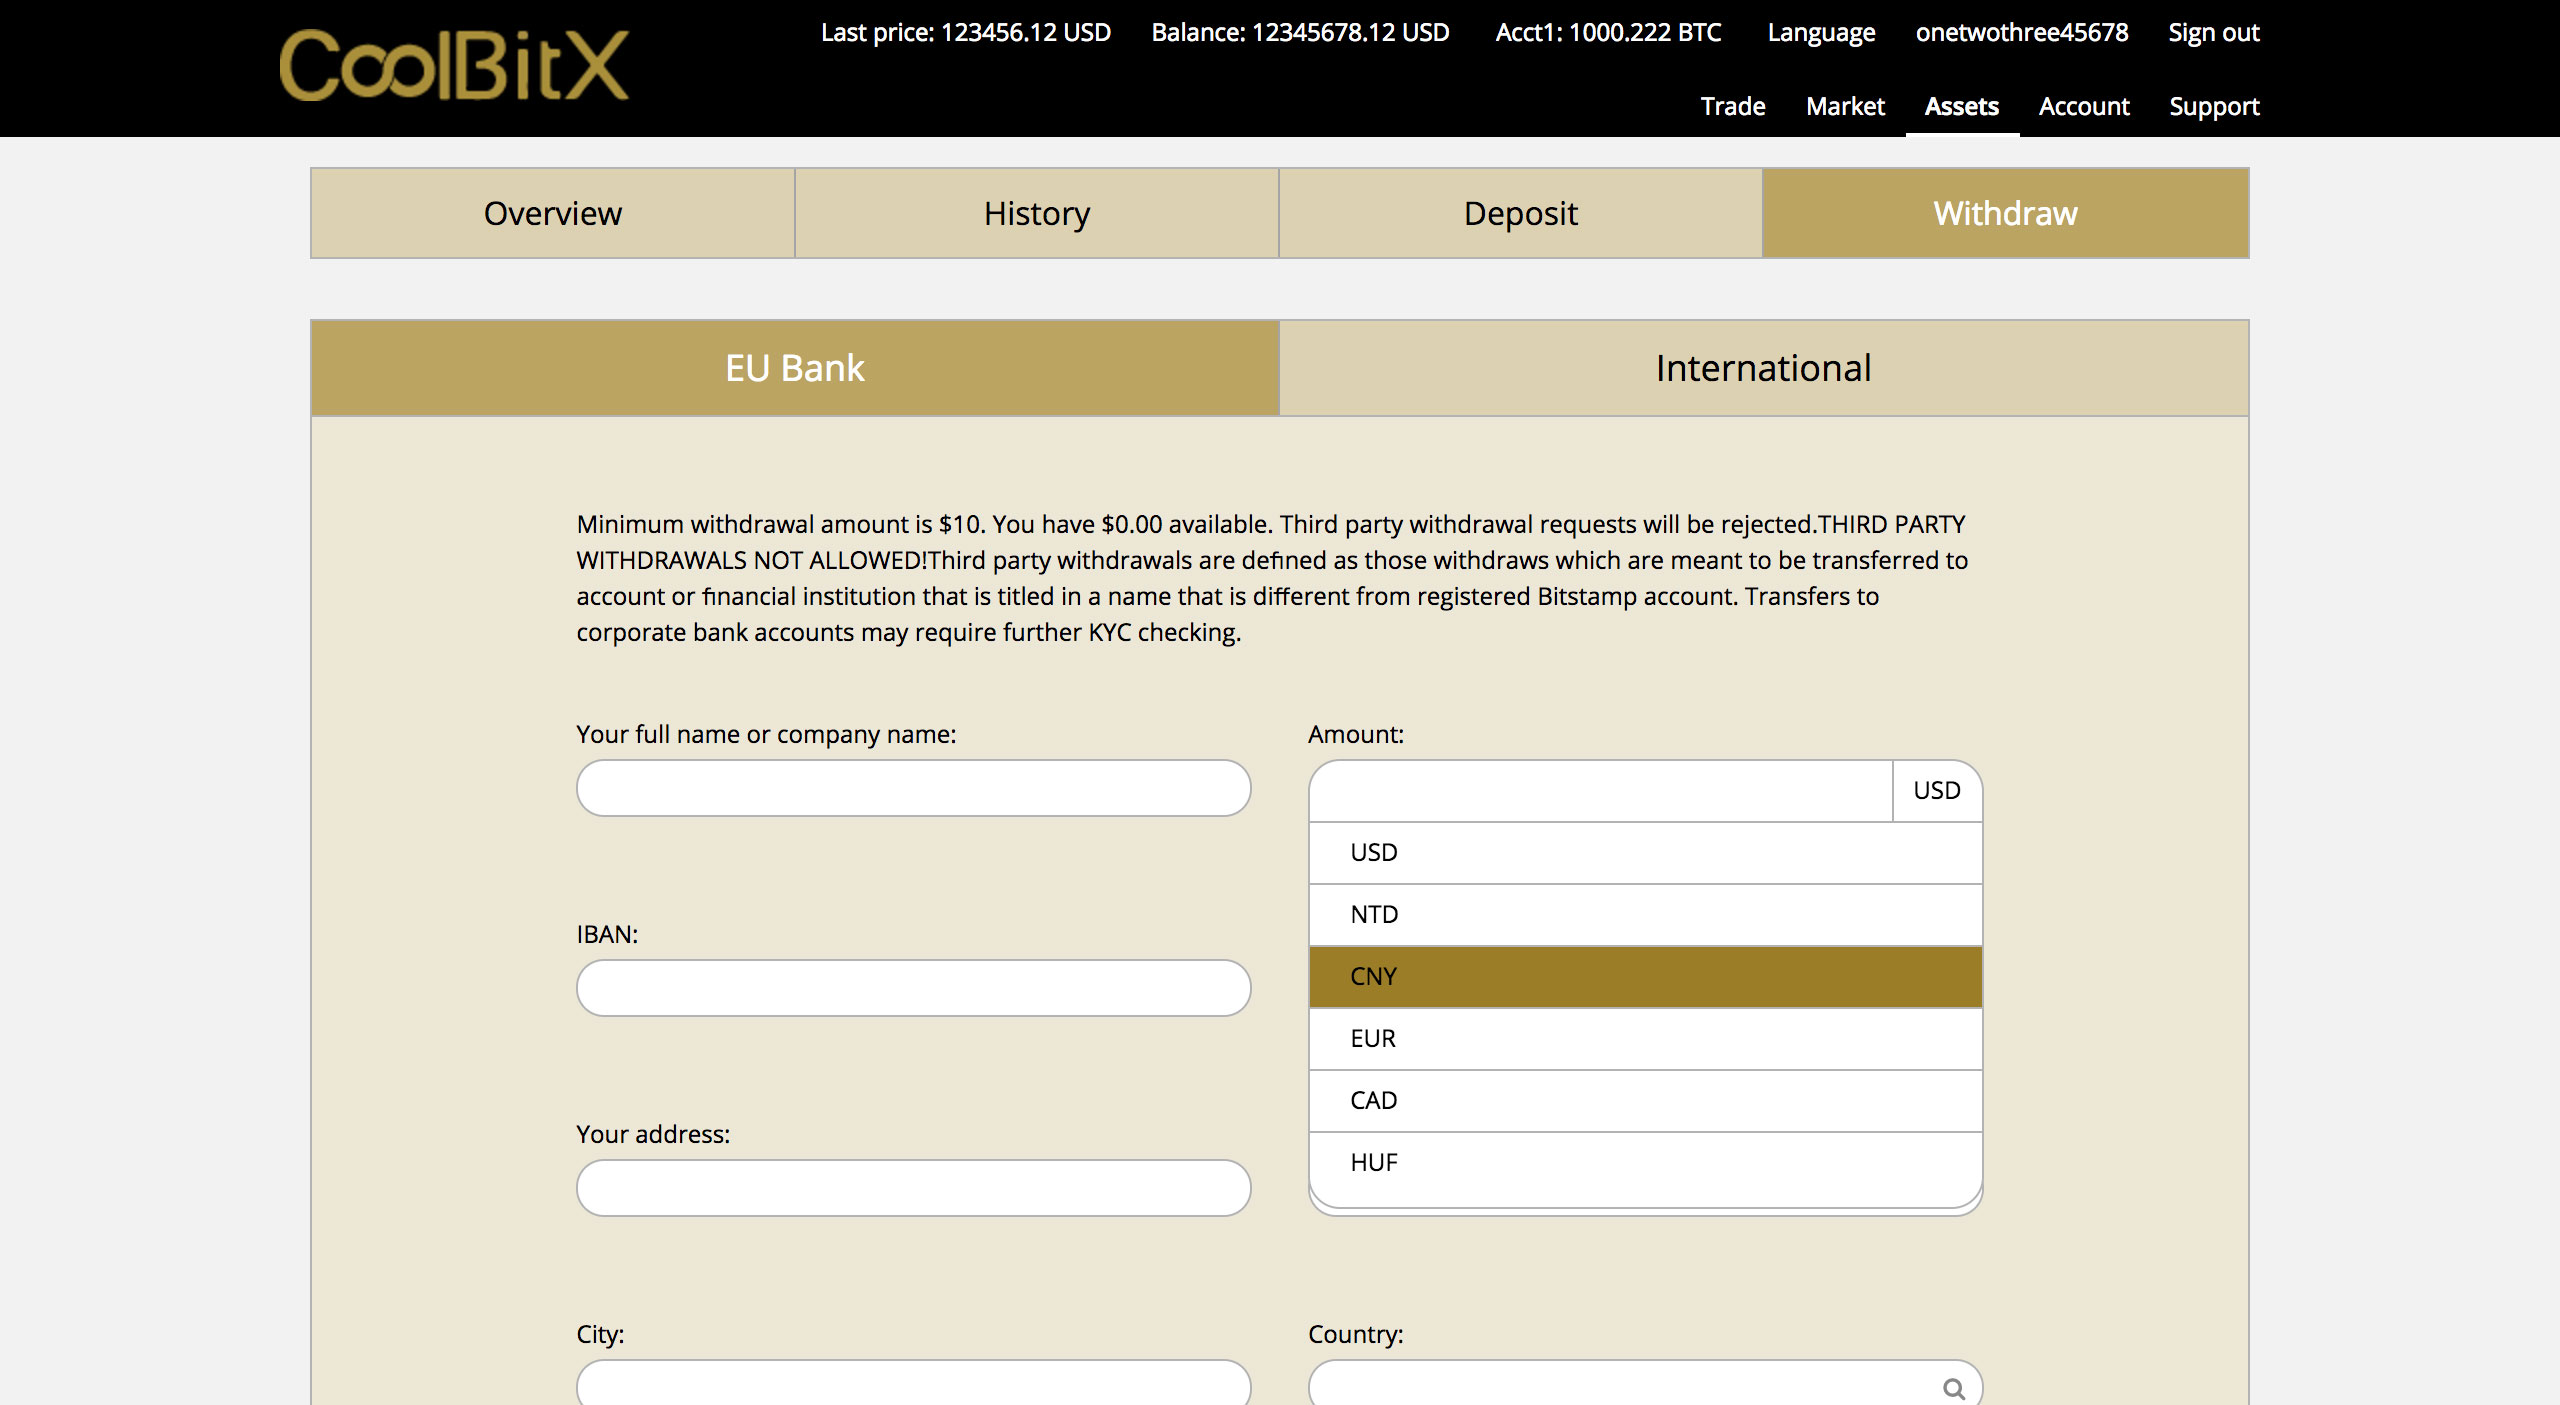 CoolBitX
Last price: 123456.12 USD Balance: 12345678.12 USD Acct1: 1000.222 BTC Language onetwothree45678 Sign out
Trade Market Assets Account Support
Overview History Deposit Withdraw
EU Bank International
Minimum withdrawal amount is $10. You have $0.00 available. Third party withdrawal requests will be rejected.THIRD PARTY
WITHDRAWALS NOT ALLOWED!Third party withdrawals are defined as those withdraws which are meant to be transferred to
account or financial institution that is titled in a name that is different from registered Bitstamp account. Transfers to
corporate bank accounts may require further KYC checking.
Your full name or company name:
Amount:
USD
USD
NTD
CNY
EUR
CAD
HUF
IBAN:
Your address:
City:
Country: